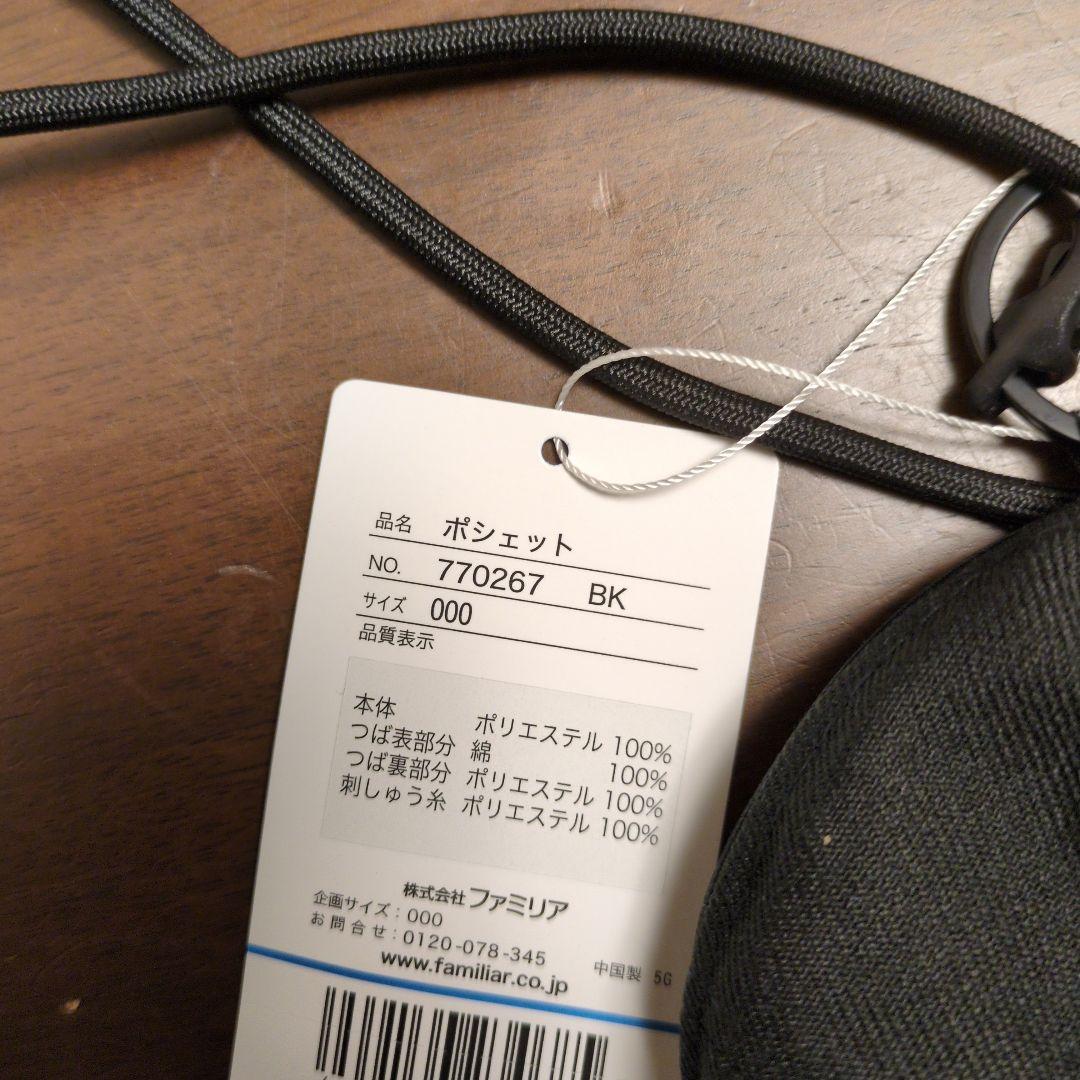 品名 ポシェット
NO. 770267 BK
サイズ 000
品質表示
本体 ポリエステル 100%
つば表部分 綿 100%
つば裏部分 ポリエステル 100%
刺しゅう糸 ポリエステル 100%
株式会社 ファミリア
企画サイズ：000
お問合せ：0120-078-345
www.familiar.co.jp 中国製 5G